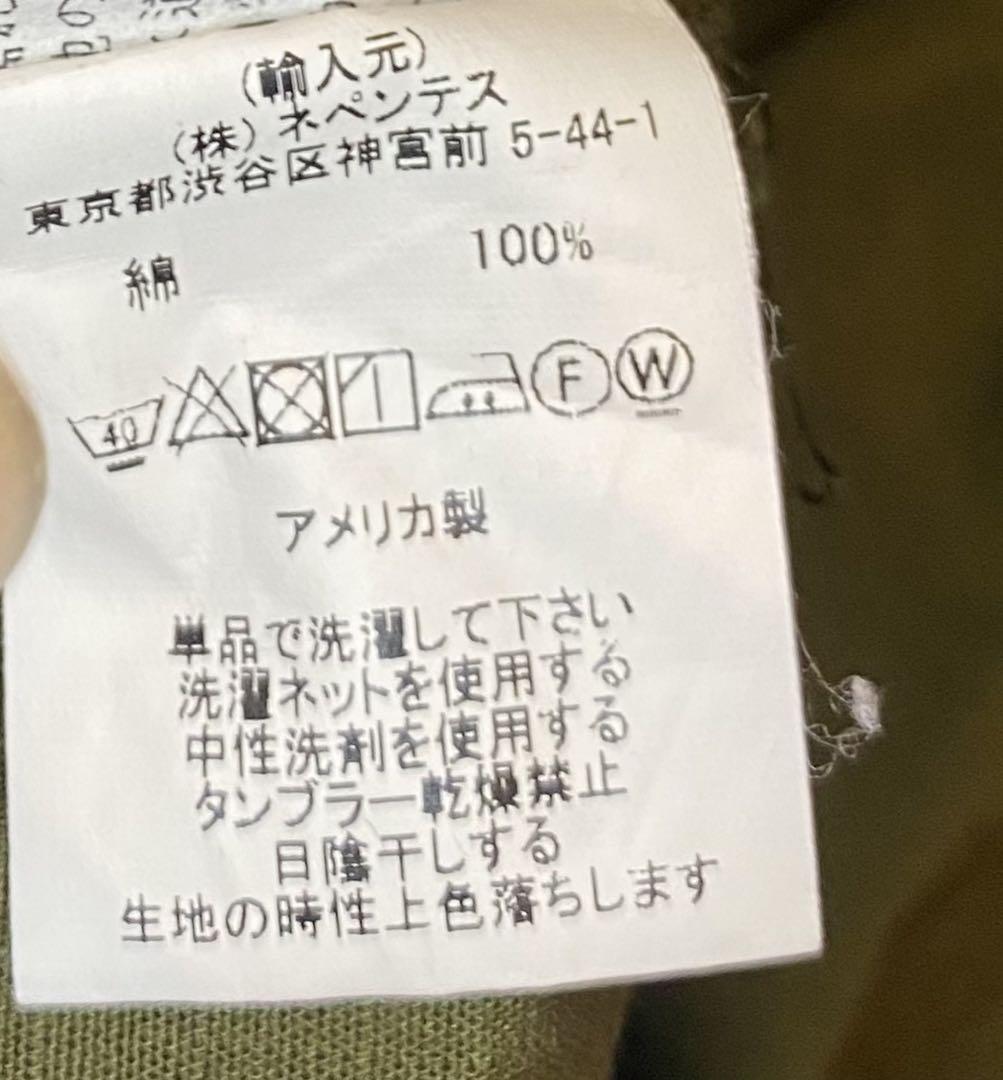 (輸入元)
(株) ネペンテス
東京都渋谷区神宮前 5-44-1
綿 100%
40 F W
アメリカ製
単品で洗濯して下さい
洗濯ネットを使用する
中性洗剤を使用する
タンブラー乾燥禁止
日陰干しする
生地の時性上色落ちします